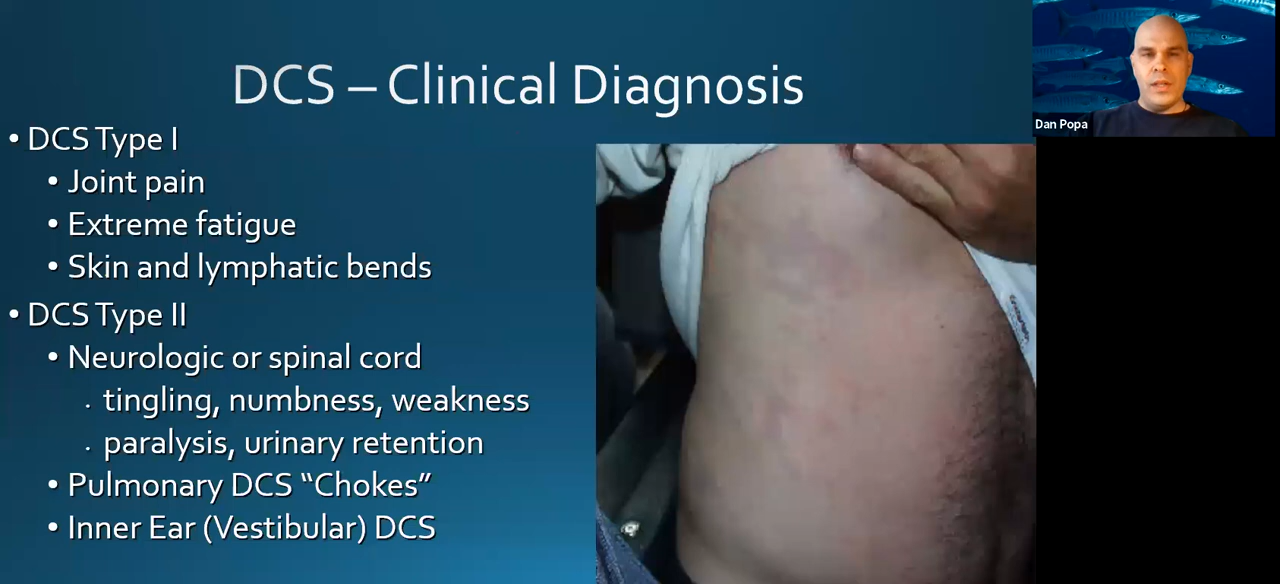 DCS – Clinical Diagnosis
• DCS Type I
• Joint pain
• Extreme fatigue
• Skin and lymphatic bends
• DCS Type II
• Neurologic or spinal cord
• tingling, numbness, weakness
• paralysis, urinary retention
• Pulmonary DCS “Chokes”
• Inner Ear (Vestibular) DCS
Dan Popa